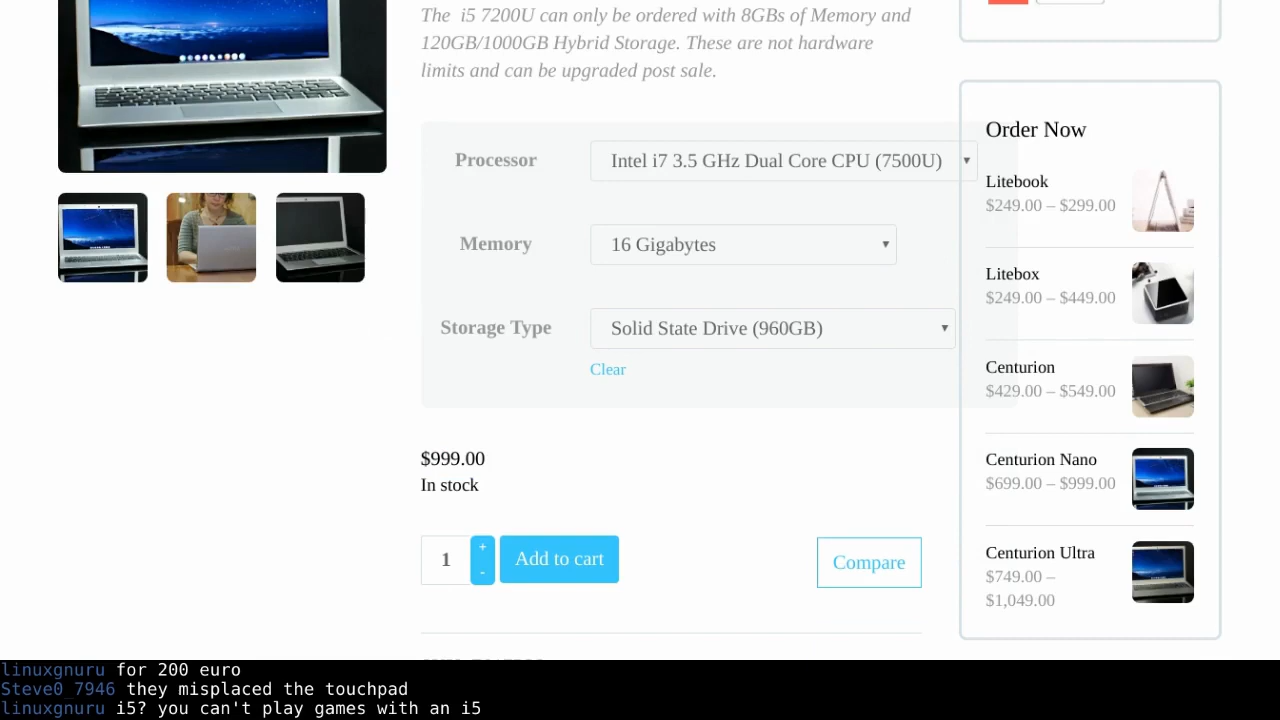 The  i5 7200U can only be ordered with 8GBs of Memory and
120GB/1000GB Hybrid Storage. These are not hardware
limits and can be upgraded post sale.
Processor
Intel i7 3.5 GHz Dual Core CPU (7500U)
Memory
16 Gigabytes
Storage Type
Solid State Drive (960GB)
Clear
$999.00
In stock
1
+
-
Add to cart
Compare
Order Now
Litebook
$249.00 – $299.00
Litebox
$249.00 – $449.00
Centurion
$429.00 – $549.00
Centurion Nano
$699.00 – $999.00
Centurion Ultra
$749.00 –
$1,049.00
linuxgnuru for 200 euro
Steve0_7946 they misplaced the touchpad
linuxgnuru i5? you can't play games with an i5